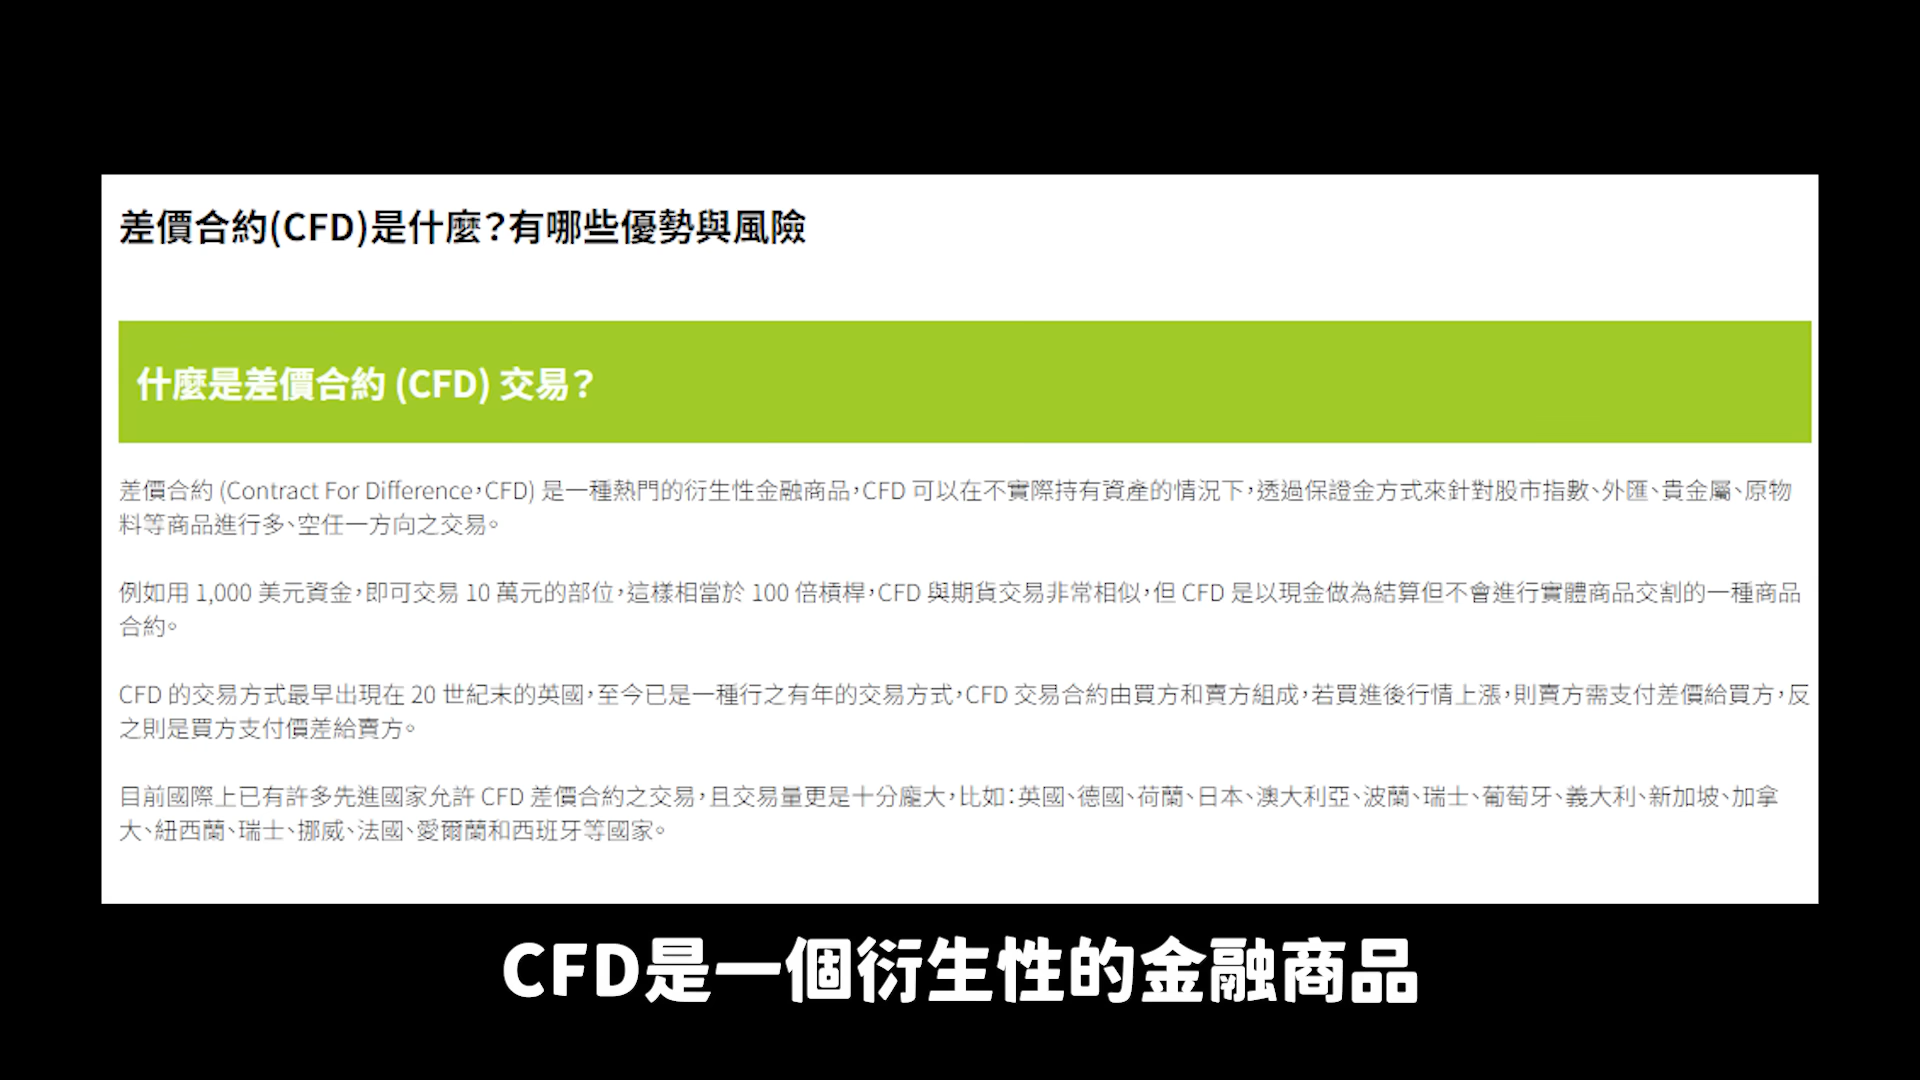 差價合約(CFD)是什麼?有哪些優勢與風險
什麼是差價合約 (CFD) 交易?
差價合約 (Contract For Difference,CFD) 是一種熱門的衍生性金融商品,CFD 可以在不實際持有資產的情況下,透過保證金方式來針對股市指數、外匯、貴金屬、原物
料等商品進行多、空任一方向之交易。
例如用 1,000 美元資金,即可交易 10 萬元的部位,這樣相當於 100 倍槓桿,CFD 與期貨交易非常相似,但 CFD 是以現金做為結算但不會進行實體商品交割的一種商品
合約。
CFD 的交易方式最早出現在 20 世紀末的英國,至今已是一種行之有年的交易方式,CFD 交易合約由買方和賣方組成,若買進後行情上漲,則賣方需支付差價給買方,反
之則是買方支付價差給賣方。
目前國際上已有許多先進國家允許 CFD 差價合約之交易,且交易量更是十分龐大,比如:英國、德國、荷蘭、日本、澳大利亞、波蘭、瑞士、葡萄牙、義大利、新加坡、加拿
大、紐西蘭、瑞士、挪威、法國、愛爾蘭和西班牙等國家。
CFD是一個衍生性的金融商品